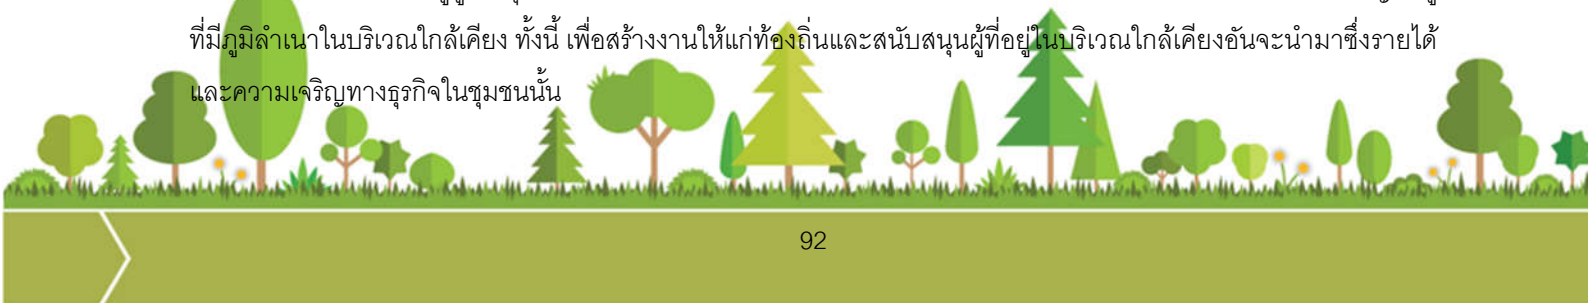 ที่มีภูมิลำเนาในบริเวณใกล้เคียง ทั้งนี้ เพื่อสร้างงานให้แก่ท้องถิ่นและสนับสนุนผู้ที่อยู่ในบริเวณใกล้เคียงอันจะนำมาซึ่งรายได้
และความเจริญทางธุรกิจในชุมชนนั้น
92